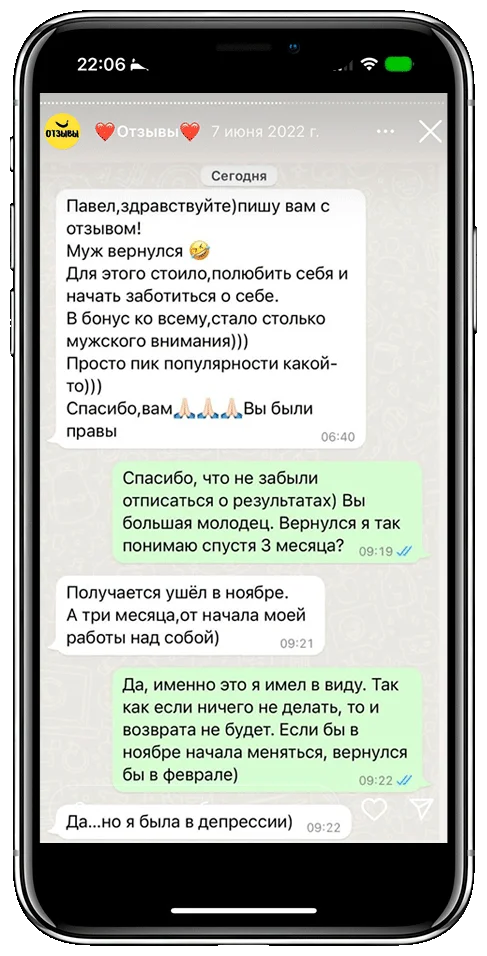 22:06
ОТЗЫВЫ
❤️Отзывы❤️ 7 июня 2022 г.
Сегодня
Павел,здравствуйте)пишу вам с
отзывом!
Муж вернулся 🤣
Для этого стоило,полюбить себя и
начать заботиться о себе.
В бонус ко всему,стало столько
мужского внимания)))
Просто пик популярности какой-
то)))
Спасибо,вам🙏🏻🙏🏻🙏🏻Вы были
правы
06:40
Спасибо, что не забыли
отписаться о результатах) Вы
большая молодец. Вернулся я так
понимаю спустя 3 месяца?
09:19
Получается ушёл в ноябре.
А три месяца,от начала моей
работы над собой)
09:21
Да, именно это я имел в виду. Так
как если ничего не делать, то и
возврата не будет. Если бы в
ноябре начала меняться, вернулся
бы в феврале)
09:22
Да...но я была в депрессии)
09:22